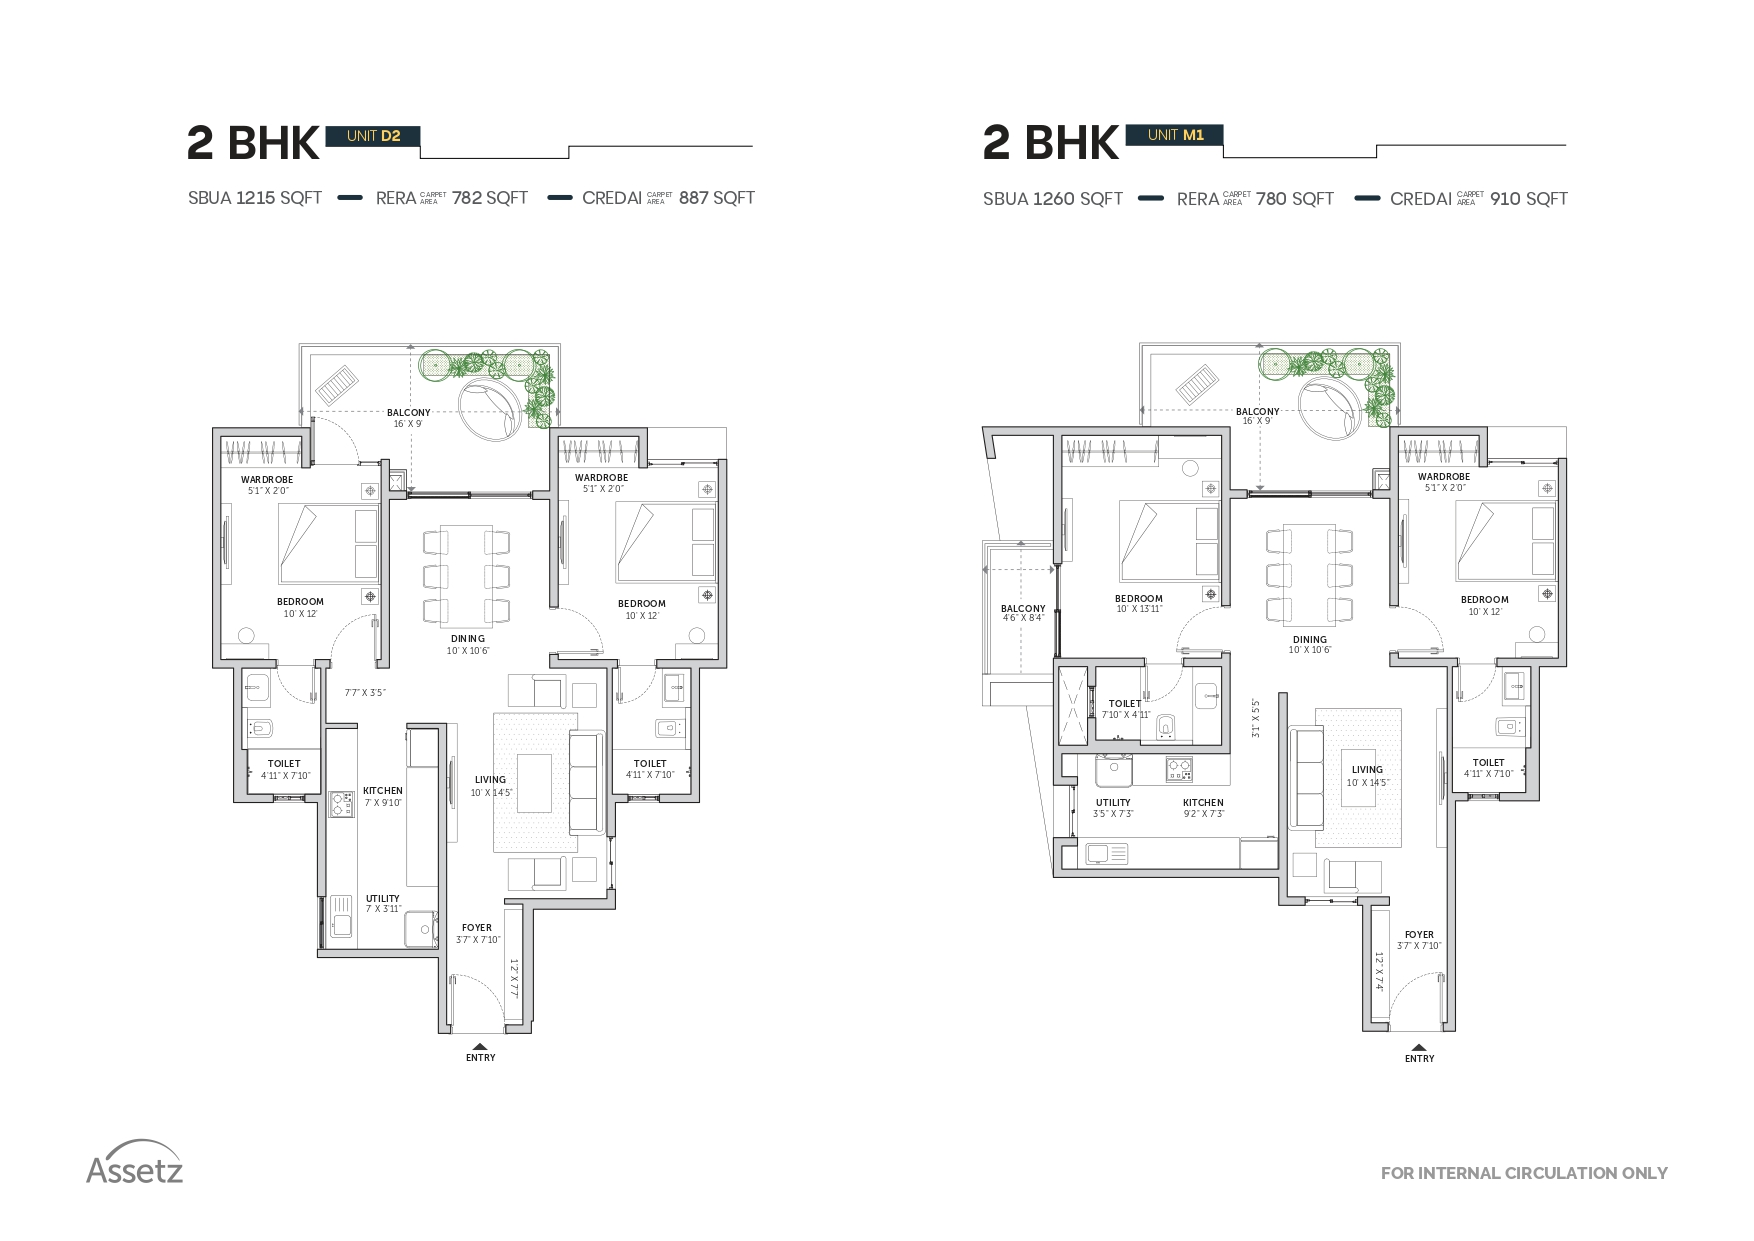 2 BHK UNIT D2
SBUA 1215 SQFT — RERA CARPET AREA 782 SQFT — CREDAI CARPET AREA 887 SQFT
BALCONY
16' X 9'
WARDROBE
5'1" X 2'0"
WARDROBE
5'1" X 2'0"
BEDROOM
10' X 12'
BEDROOM
10' X 12'
DINING
10' X 10'6"
7'7" X 3'5"
TOILET
4'11" X 7'10"
LIVING
10' X 14'5"
TOILET
4'11" X 7'10"
KITCHEN
7' X 9'10"
UTILITY
7' X 3'11"
FOYER
3'7" X 7'10"
1'2" X 7'7"
ENTRY
2 BHK UNIT M1
SBUA 1260 SQFT — RERA CARPET AREA 780 SQFT — CREDAI CARPET AREA 910 SQFT
BALCONY
16' X 9'
WARDROBE
5'1" X 2'0"
BALCONY
4'6" X 8'4"
BEDROOM
10' X 13'11"
BEDROOM
10' X 12'
DINING
10' X 10'6"
TOILET
7'10" X 4'11"
3'1" X 5'5"
LIVING
10' X 14'5"
TOILET
4'11" X 7'10"
UTILITY
3'5" X 7'3"
KITCHEN
9'2" X 7'3"
FOYER
3'7" X 7'10"
1'2" X 7'4"
ENTRY
Assetz
FOR INTERNAL CIRCULATION ONLY